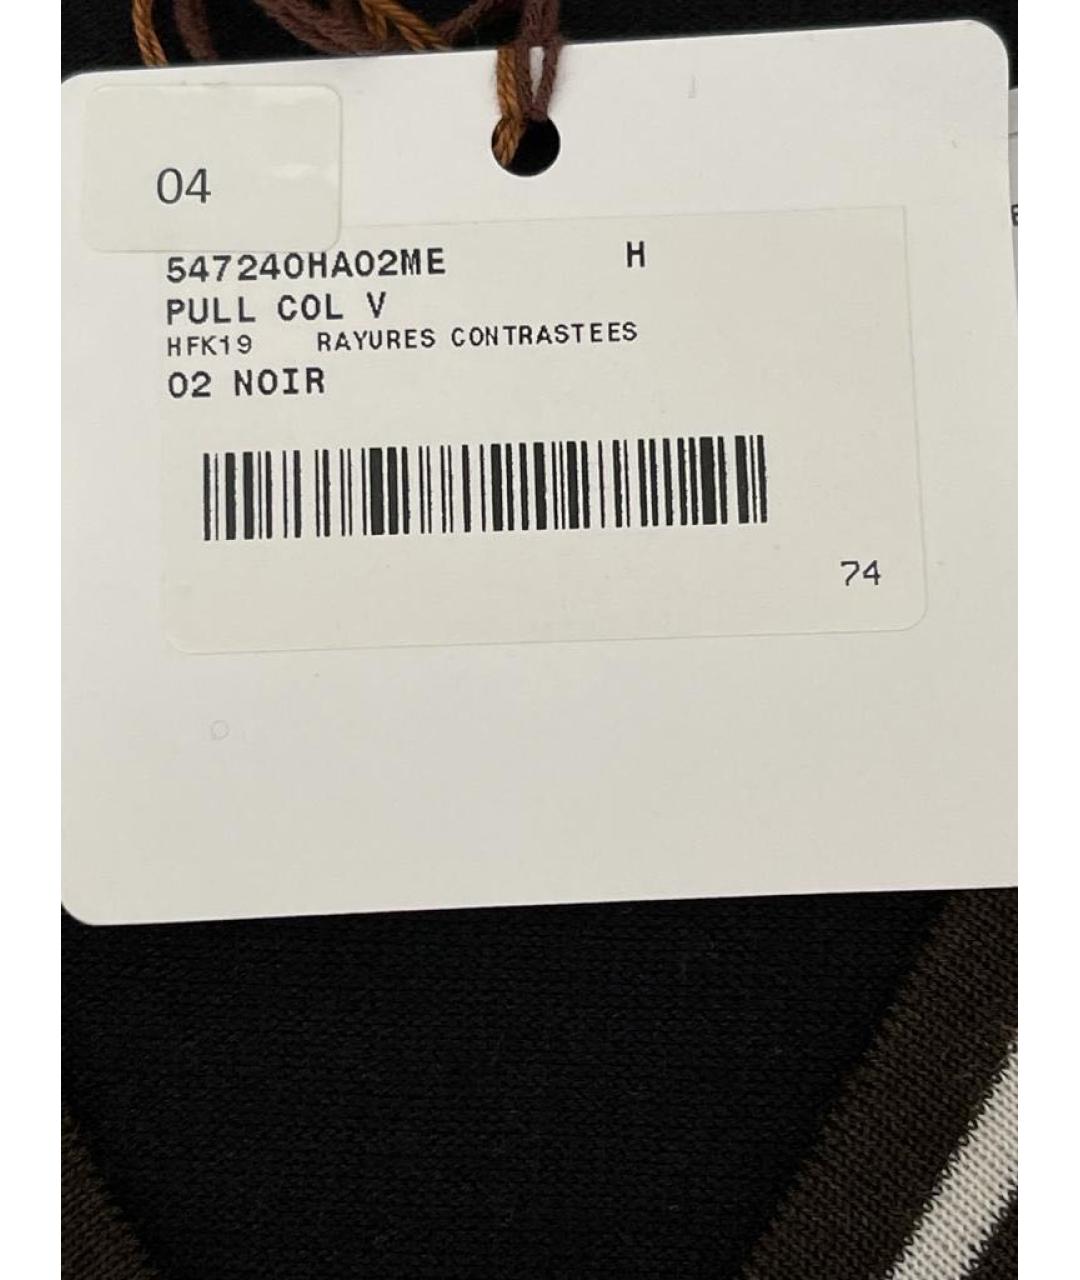 04
547240HA02ME H
PULL COL V
HFK19 RAYURES CONTRASTEES
02 NOIR
74